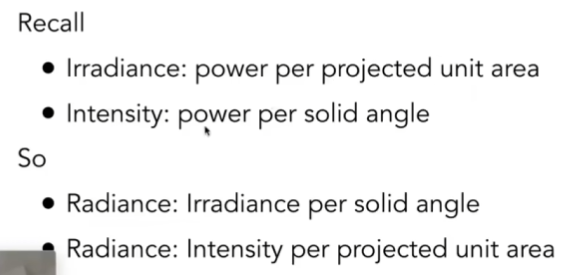 Recall
• Irradiance: power per projected unit area
• Intensity: power per solid angle
So
• Radiance: Irradiance per solid angle
• Radiance: Intensity per projected unit area